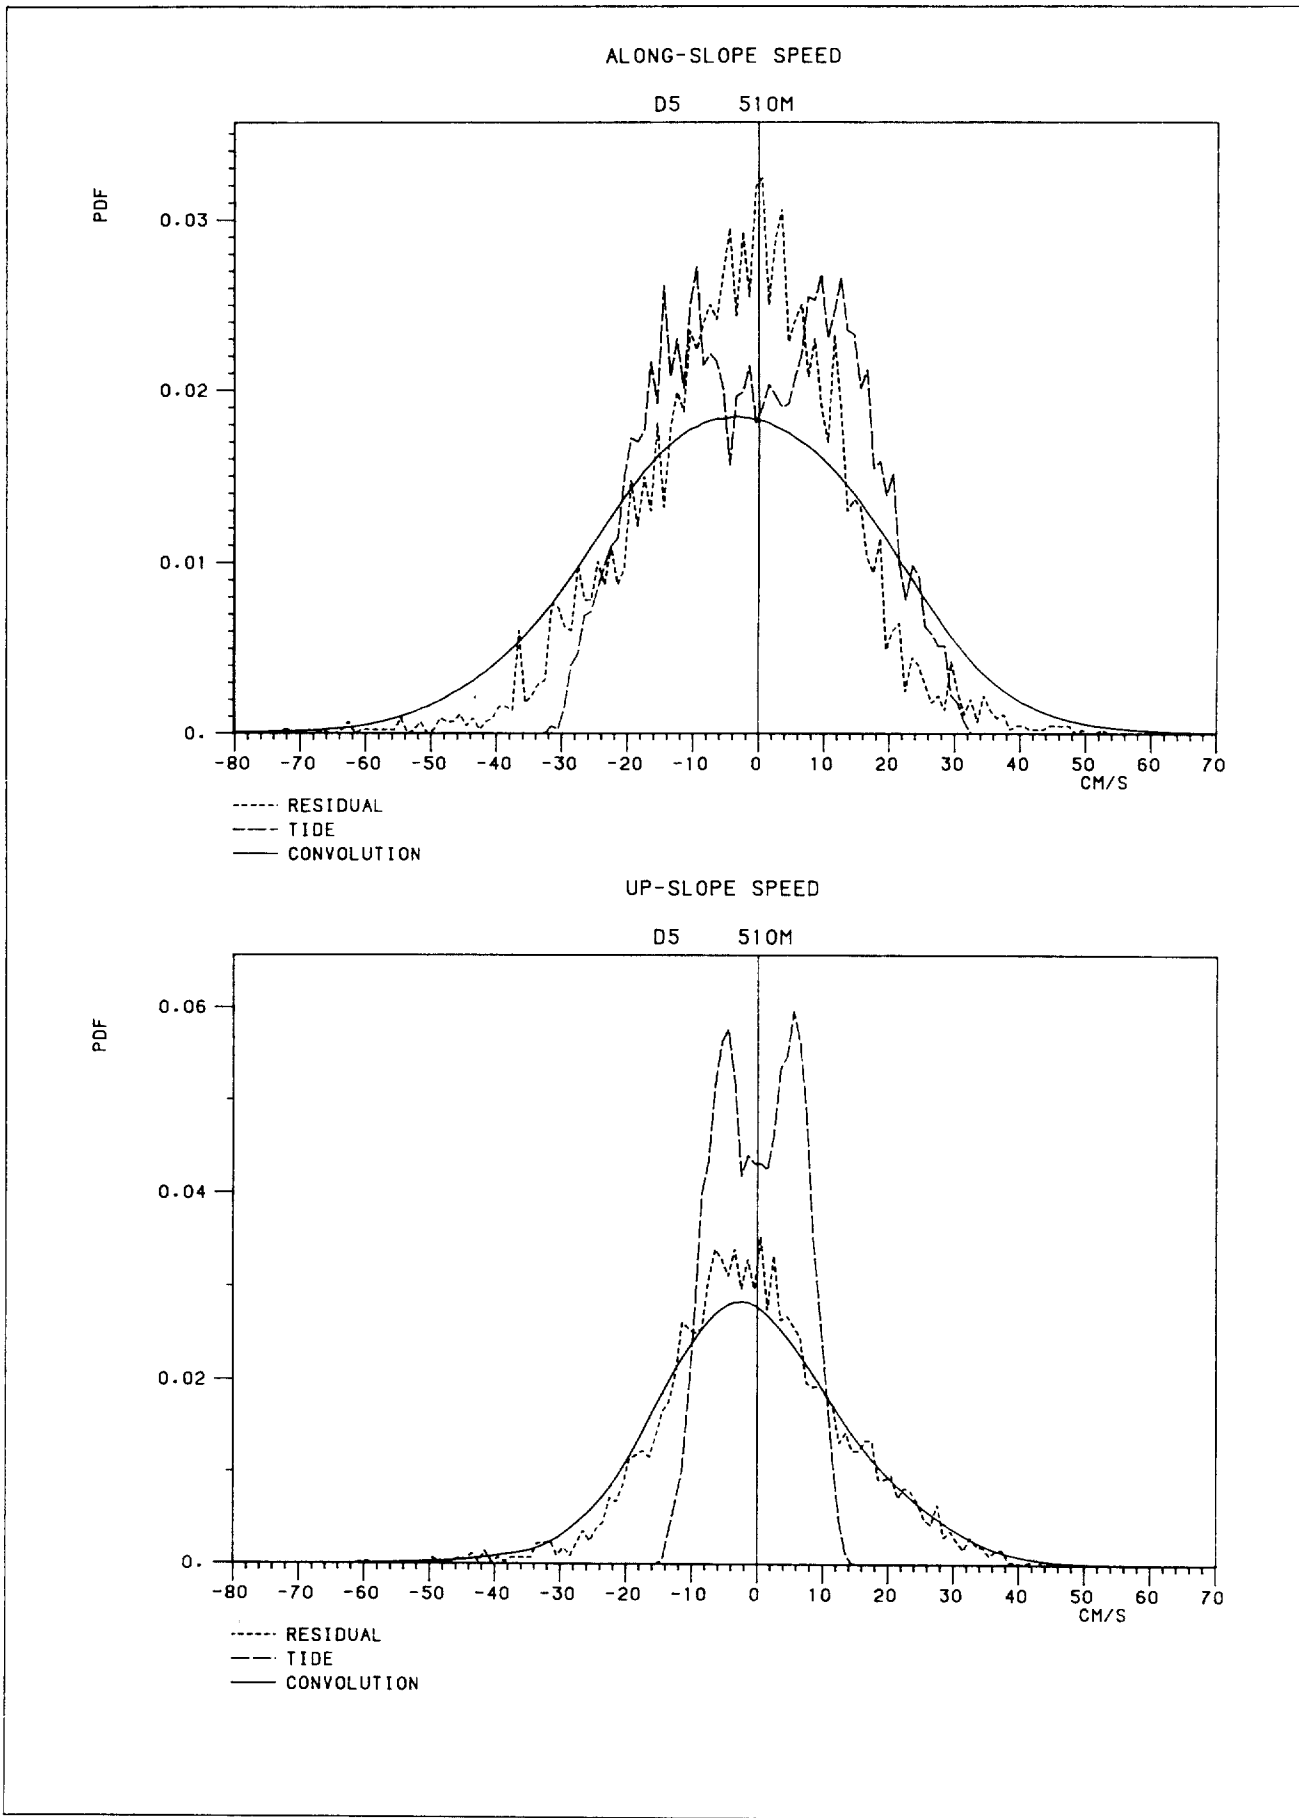 ALONG-SLOPE SPEED
D5 510M
PDF
0.03
0.02
0.01
0.
-80 -70 -60 -50 -40 -30 -20 -10 0 10 20 30 40 50 60 70
CM/S
RESIDUAL
TIDE
CONVOLUTION
UP-SLOPE SPEED
D5 510M
PDF
0.06
0.04
0.02
0.
-80 -70 -60 -50 -40 -30 -20 -10 0 10 20 30 40 50 60 70
CM/S
RESIDUAL
TIDE
CONVOLUTION